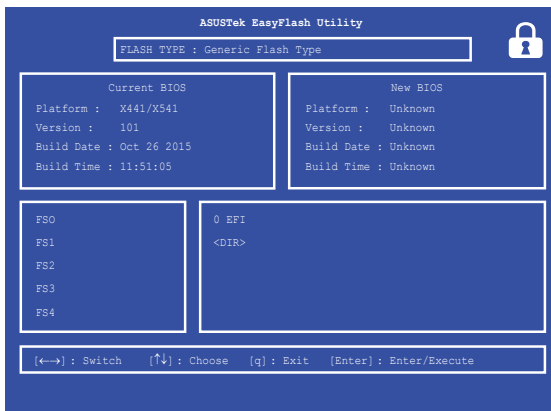 ASUSTek EasyFlash Utility
FLASH TYPE : Generic Flash Type
Current BIOS
Platform : X441/X541
Version : 101
Build Date : Oct 26 2015
Build Time : 11:51:05
New BIOS
Platform : Unknown
Version : Unknown
Build Date : Unknown
Build Time : Unknown
FSO
FS1
FS2
FS3
FS4
0 EFI
<DIR>
[←→] : Switch [↑↓] : Choose [q] : Exit [Enter] : Enter/Execute